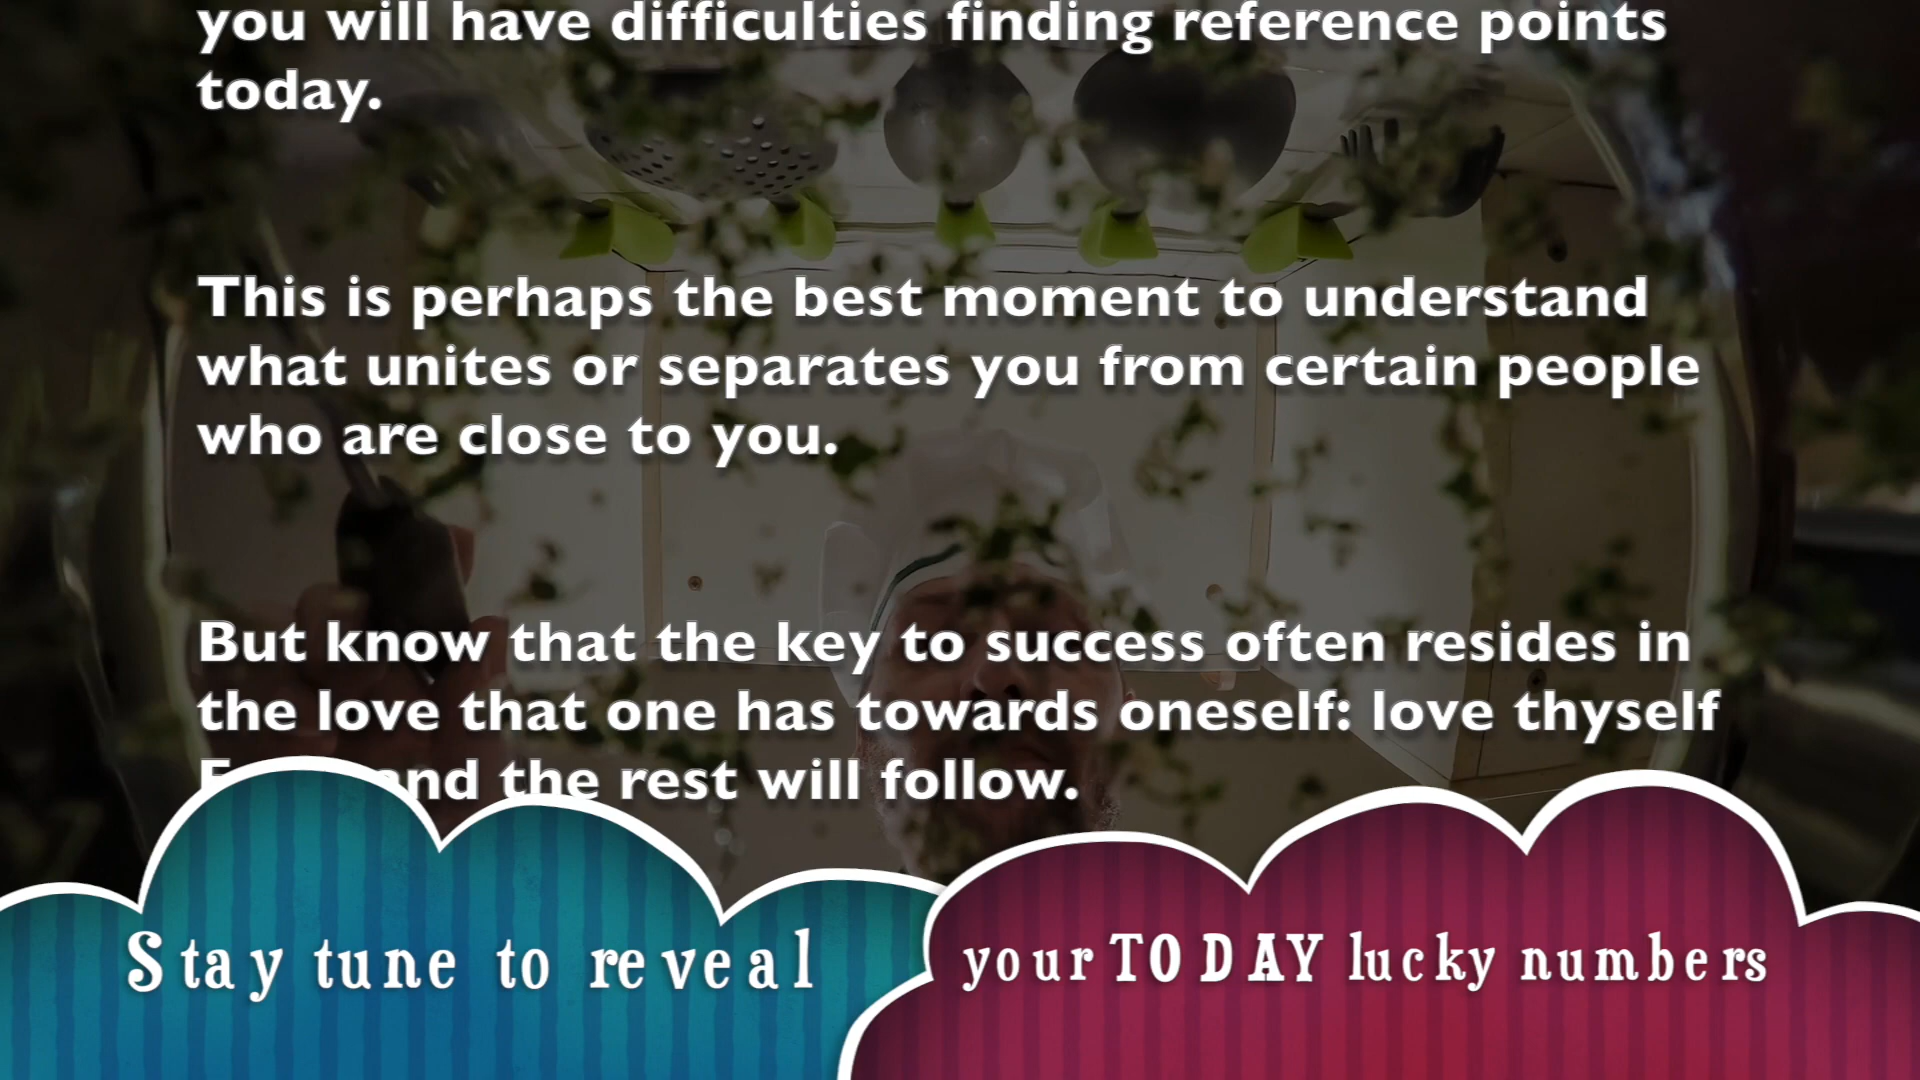 you will have difficulties finding reference points
today.
This is perhaps the best moment to understand
what unites or separates you from certain people
who are close to you.
But know that the key to success often resides in
the love that one has towards oneself: love thyself
and the rest will follow.
Stay tune to reveal your TODAY lucky numbers